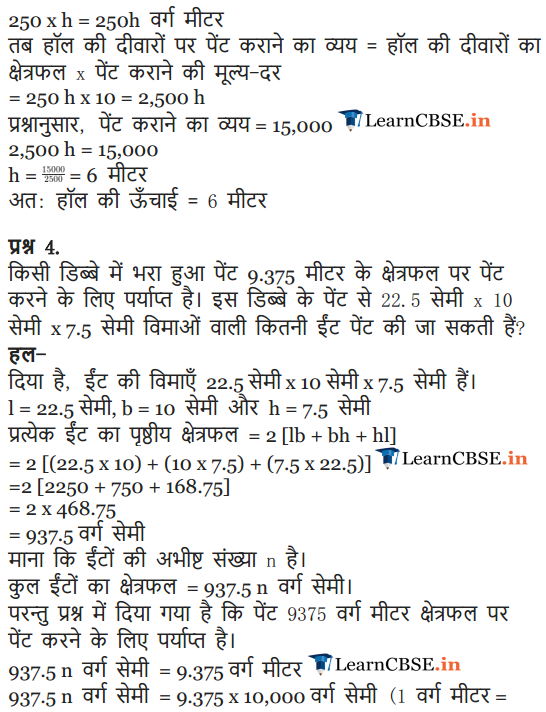 250 x h = 250h वर्ग मीटर
तब हॉल की दीवारों पर पेंट कराने का व्यय = हॉल की दीवारों का
क्षेत्रफल x पेंट कराने की मूल्य-दर
= 250 h x 10 = 2,500 h
प्रश्नानुसार, पेंट कराने का व्यय = 15,000 LearnCBSE.in
2,500 h = 15,000
h = 15000/2500 = 6 मीटर
अत: हॉल की ऊँचाई = 6 मीटर
प्रश्न 4.
किसी डिब्बे में भरा हुआ पेंट 9.375 मीटर के क्षेत्रफल पर पेंट
करने के लिए पर्याप्त है। इस डिब्बे के पेंट से 22.5 सेमी x 10
सेमी x 7.5 सेमी विमाओं वाली कितनी ईंट पेंट की जा सकती हैं?
हल–
दिया है, ईंट की विमाएँ 22.5 सेमी x 10 सेमी x 7.5 सेमी हैं।
l = 22.5 सेमी, b = 10 सेमी और h = 7.5 सेमी
प्रत्येक ईंट का पृष्ठीय क्षेत्रफल = 2 [lb + bh + hl]
= 2 [(22.5 x 10) + (10 x 7.5) + (7.5 x 22.5)] LearnCBSE.in
=2 [2250 + 750 + 168.75]
= 2 x 468.75
= 937.5 वर्ग सेमी
माना कि ईंटों की अभीष्ट संख्या n है।
कुल ईंटों का क्षेत्रफल = 937.5 n वर्ग सेमी।
परन्तु प्रश्न में दिया गया है कि पेंट 9375 वर्ग मीटर क्षेत्रफल पर
पेंट करने के लिए पर्याप्त है।
937.5 n वर्ग सेमी = 9.375 वर्ग मीटर LearnCBSE.in
937.5 n वर्ग सेमी = 9.375 x 10,000 वर्ग सेमी (1 वर्ग मीटर =